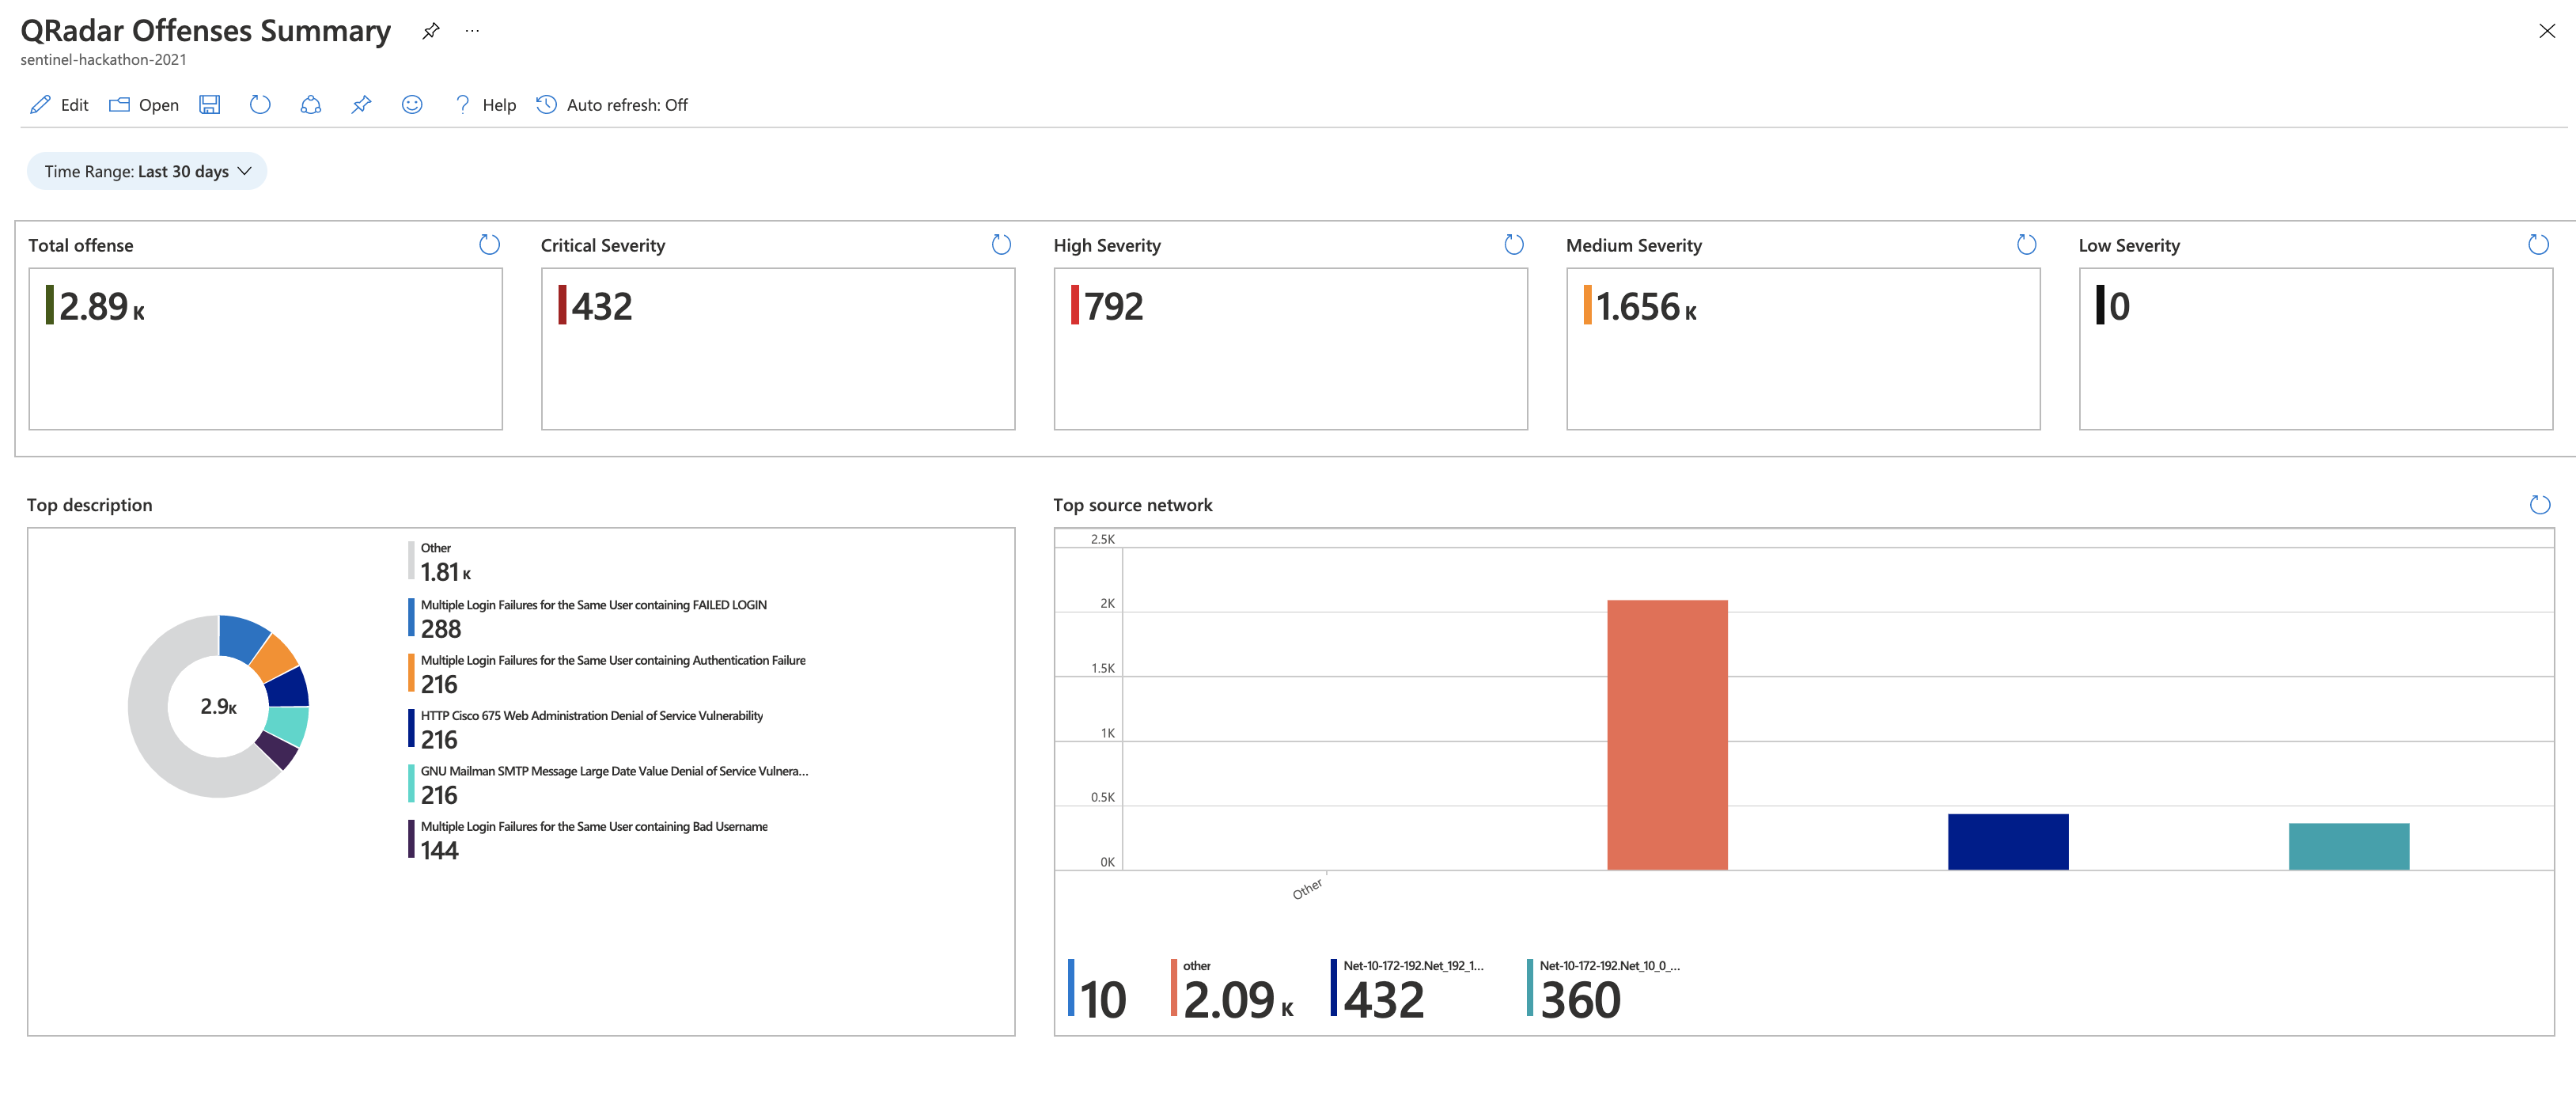 QRadar Offenses Summary ...
sentinel-hackathon-2021
Edit Open Help Auto refresh: Off
Time Range: Last 30 days
Total offense
2.89 K
Critical Severity
432
High Severity
792
Medium Severity
1.656 K
Low Severity
0
Top description
2.9K
Other
1.81 K
Multiple Login Failures for the Same User containing FAILED LOGIN
288
Multiple Login Failures for the Same User containing Authentication Failure
216
HTTP Cisco 675 Web Administration Denial of Service Vulnerability
216
GNU Mailman SMTP Message Large Date Value Denial of Service Vulnera...
216
Multiple Login Failures for the Same User containing Bad Username
144
Top source network
2.5K
2K
1.5K
1K
0.5K
0K
Other
10
other
2.09 K
Net-10-172-192.Net_192_1...
432
Net-10-172-192.Net_10_0_...
360